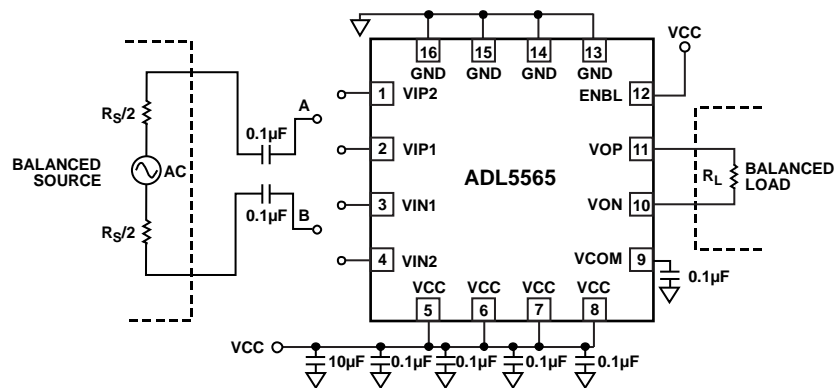 16 15 14 13
GND GND GND GND
VCC
1 VIP2
ENBL 12
RS/2
A
0.1µF
2 VIP1
VOP 11
BALANCED
SOURCE
AC
ADL5565
RL
BALANCED
LOAD
0.1µF
B
3 VIN1
VON 10
RS/2
4 VIN2
VCOM 9
0.1µF
VCC VCC VCC VCC
5 6 7 8
VCC
10µF 0.1µF 0.1µF 0.1µF 0.1µF